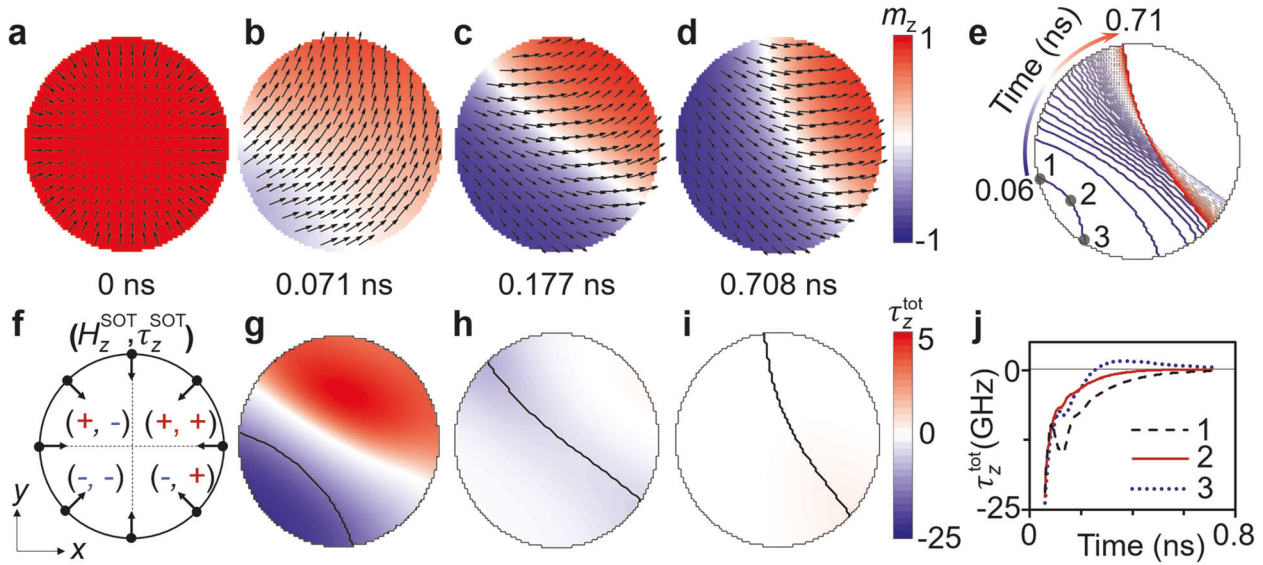 a
0 ns
b
0.071 ns
c
0.177 ns
d
0.708 ns
m_z
1
-1
e
Time (ns)
0.71
0.06
1
2
3
f
(H_z^SOT, τ_z^SOT)
(+, -)
(+, +)
(-, -)
(-, +)
y
x
g
h
i
τ_z^tot
5
0
-25
j
τ_z^tot (GHz)
0
-25
1
2
3
0
0.8
Time (ns)